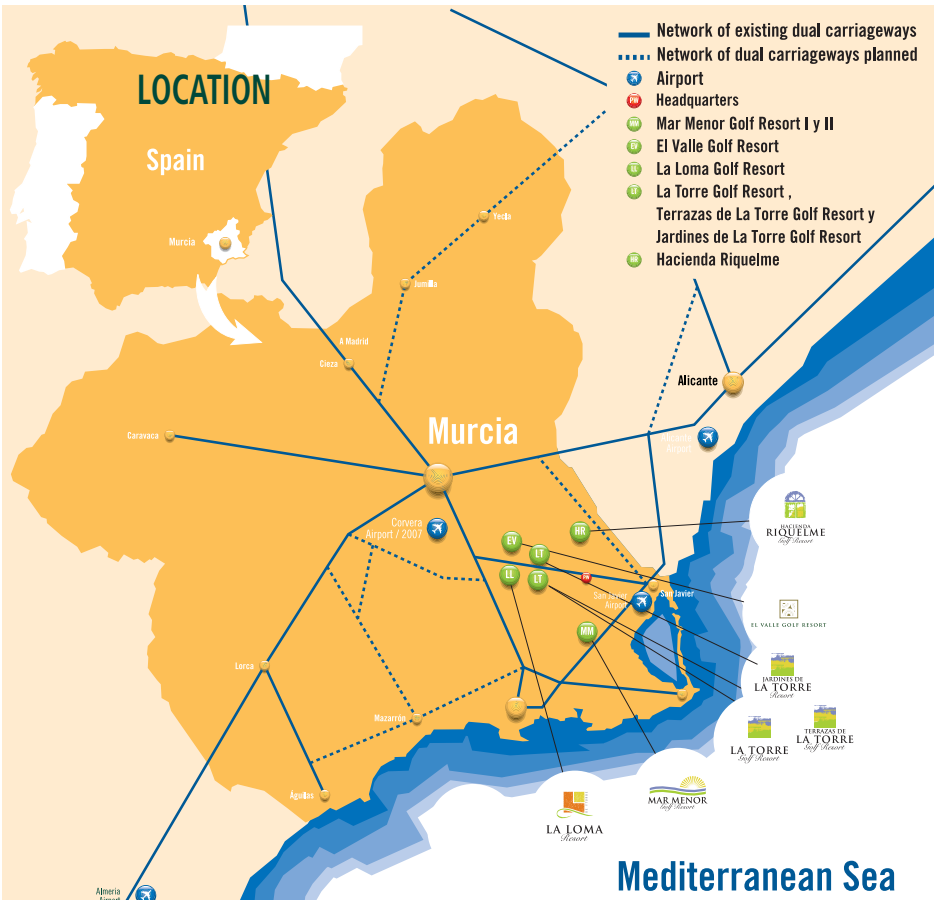 LOCATION
Spain
Murcia
Network of existing dual carriageways
Network of dual carriageways planned
Airport
PW Headquarters
MM Mar Menor Golf Resort I y II
EV El Valle Golf Resort
LL La Loma Golf Resort
LT La Torre Golf Resort ,
Terrazas de La Torre Golf Resort y
Jardines de La Torre Golf Resort
HR Hacienda Riquelme
Yecla
Jumilla
A Madrid
Cieza
Alicante
Caravaca
Murcia
Alicante
Airport
Corvera
Airport / 2007
HR
EV
LT
LL
LT
PW
San Javier
Airport
San Javier
MM
Lorca
Mazarrón
Águilas
Almeria
Airport
HACIENDA
RIQUELME
Golf Resort
EL VALLE GOLF RESORT
JARDINES DE
LA TORRE
Resort
LA TORRE
Golf Resort
TERRAZAS DE
LA TORRE
Golf Resort
MAR MENOR
Golf Resort
LA LOMA
Resort
Mediterranean Sea